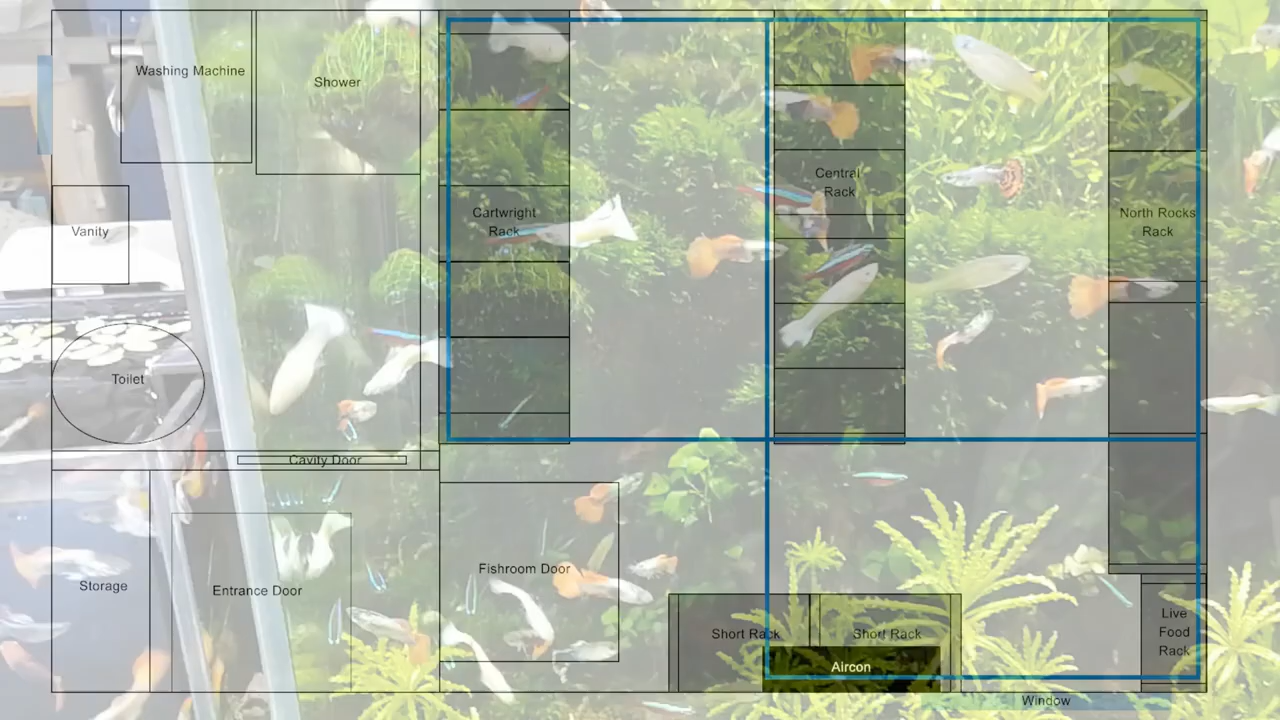 Washing Machine
Shower
Vanity
Cartwright
Rack
Central
Rack
North Rocks
Rack
Toilet
Cavity Door
Storage
Entrance Door
Fishroom Door
Short Rack
Short Rack
Aircon
Live
Food
Rack
Window